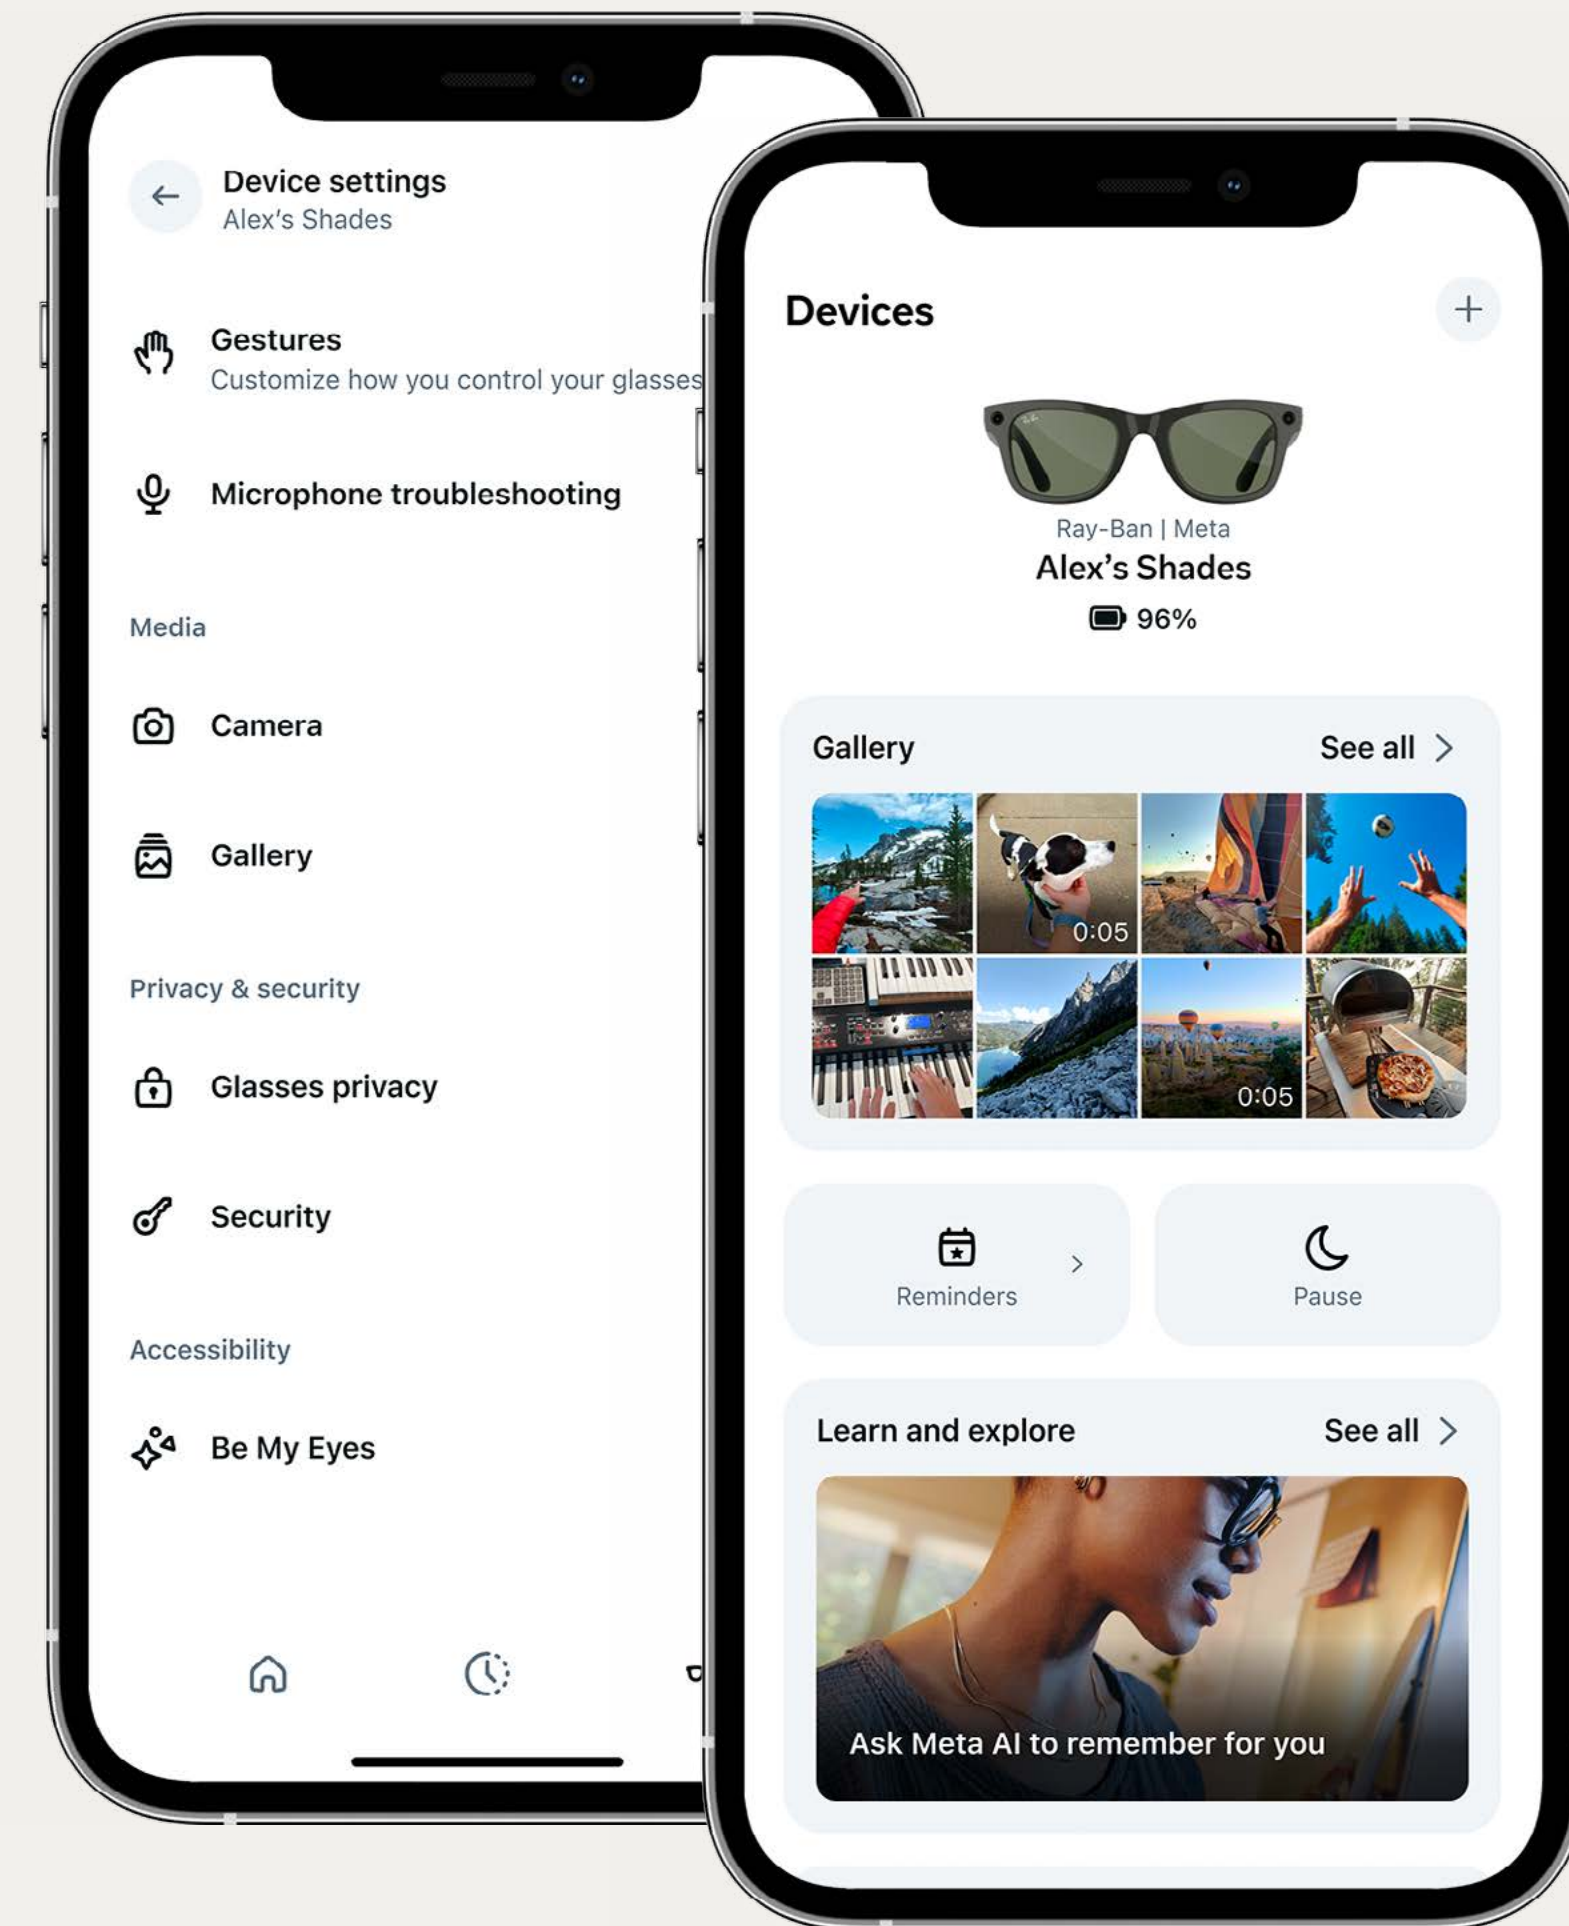 Device settings
Alex's Shades
Gestures
Customize how you control your glasses
Microphone troubleshooting
Media
Camera
Gallery
Privacy & security
Glasses privacy
Security
Accessibility
Be My Eyes
Devices
Ray-Ban | Meta
Alex’s Shades
96%
Gallery
See all
0:05
0:05
Reminders
Pause
Learn and explore
See all
Ask Meta AI to remember for you